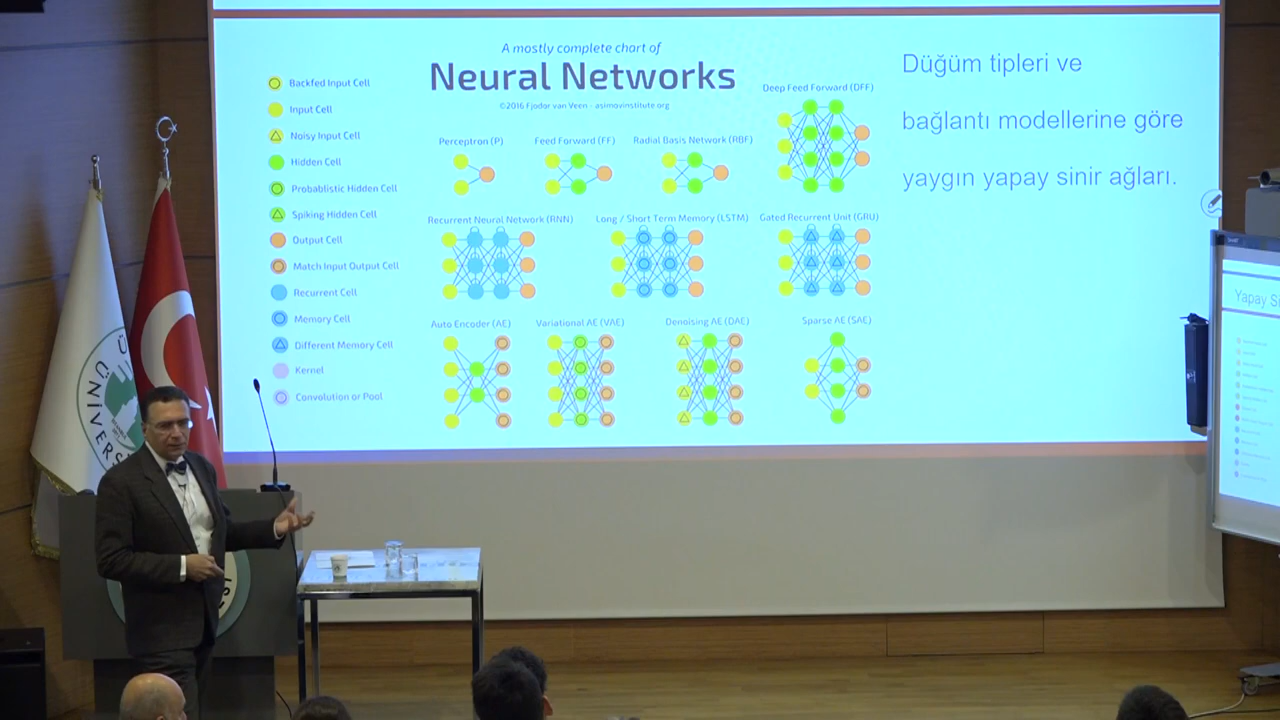 A mostly complete chart of
Neural Networks
©2016 Fjodor van Veen - asimovinstitute.org
Backfed Input Cell
Input Cell
Noisy Input Cell
Hidden Cell
Probablistic Hidden Cell
Spiking Hidden Cell
Output Cell
Match Input Output Cell
Recurrent Cell
Memory Cell
Different Memory Cell
Kernel
Convolution or Pool
Perceptron (P)
Feed Forward (FF)
Radial Basis Network (RBF)
Deep Feed Forward (DFF)
Recurrent Neural Network (RNN)
Long / Short Term Memory (LSTM)
Gated Recurrent Unit (GRU)
Auto Encoder (AE)
Variational AE (VAE)
Denoising AE (DAE)
Sparse AE (SAE)
Düğüm tipleri ve
bağlantı modellerine göre
yaygın yapay sinir ağları.
Yapay